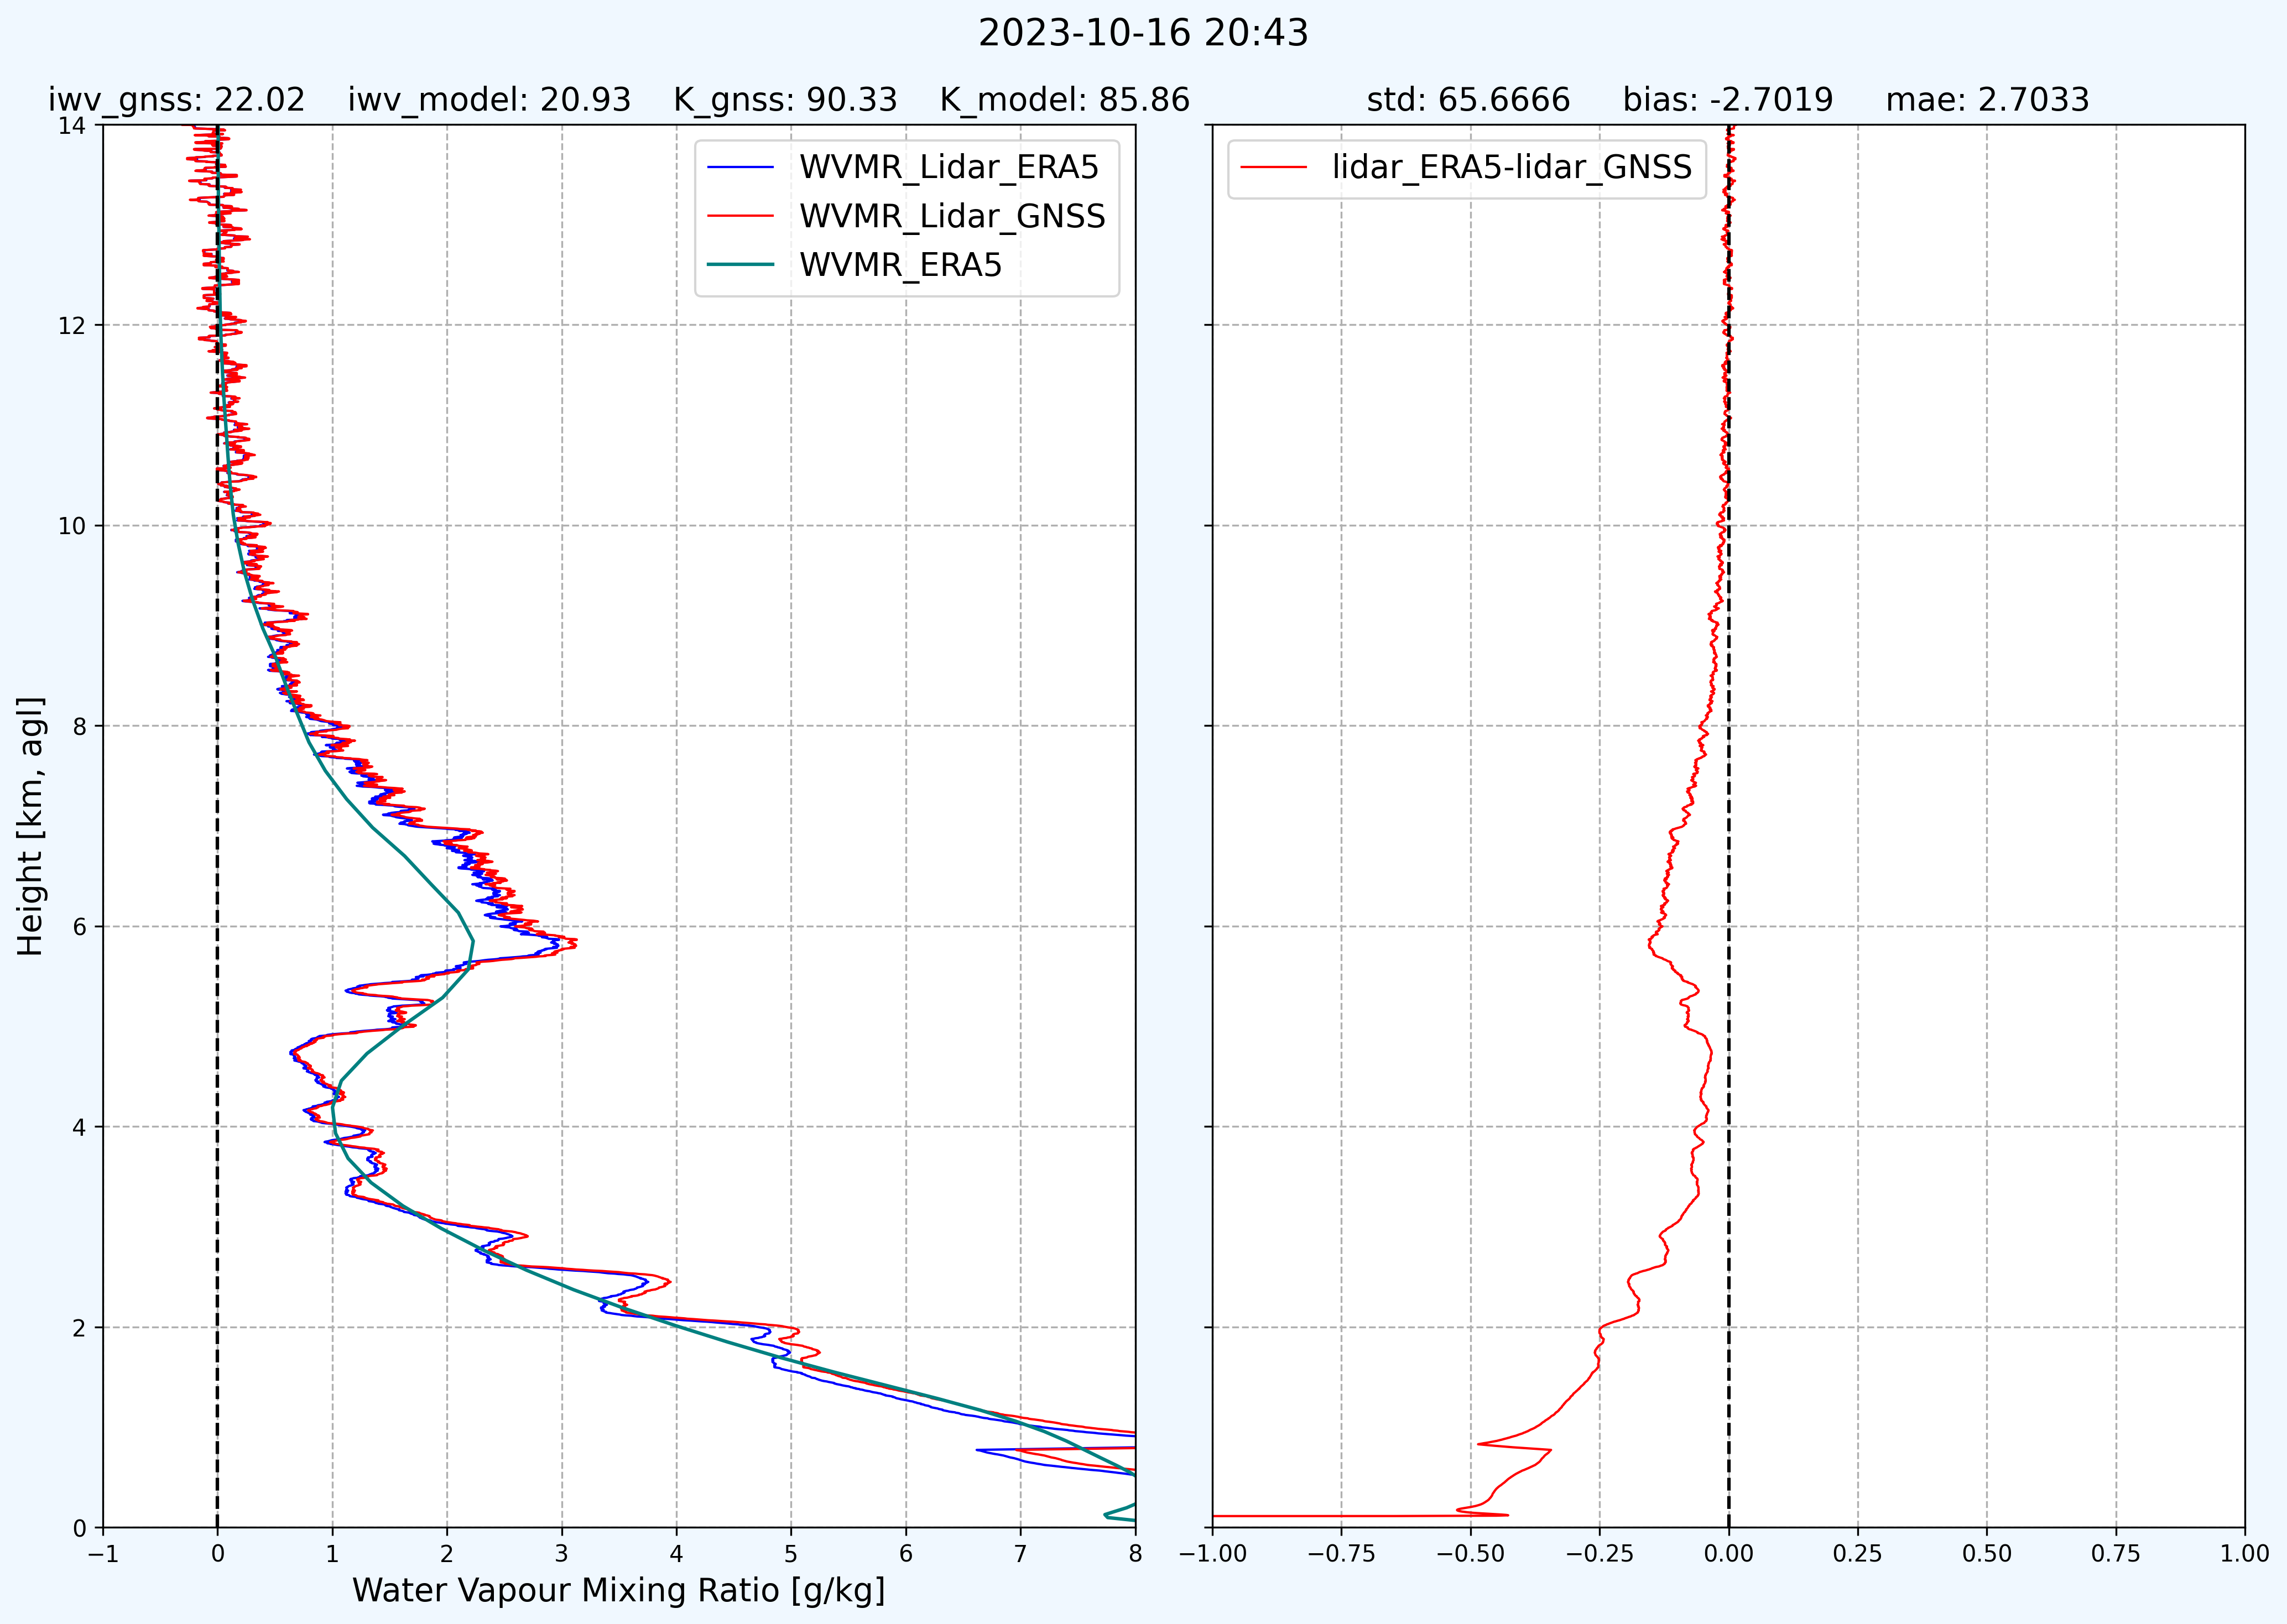 2023-10-16 20:43
iwv_gnss: 22.02 iwv_model: 20.93 K_gnss: 90.33 K_model: 85.86
std: 65.6666 bias: -2.7019 mae: 2.7033
WVMR_Lidar_ERA5
WVMR_Lidar_GNSS
WVMR_ERA5
lidar_ERA5-lidar_GNSS
14
12
10
8
6
4
2
0
Height [km, agl]
−1 0 1 2 3 4 5 6 7 8
Water Vapour Mixing Ratio [g/kg]
−1.00 −0.75 −0.50 −0.25 0.00 0.25 0.50 0.75 1.00